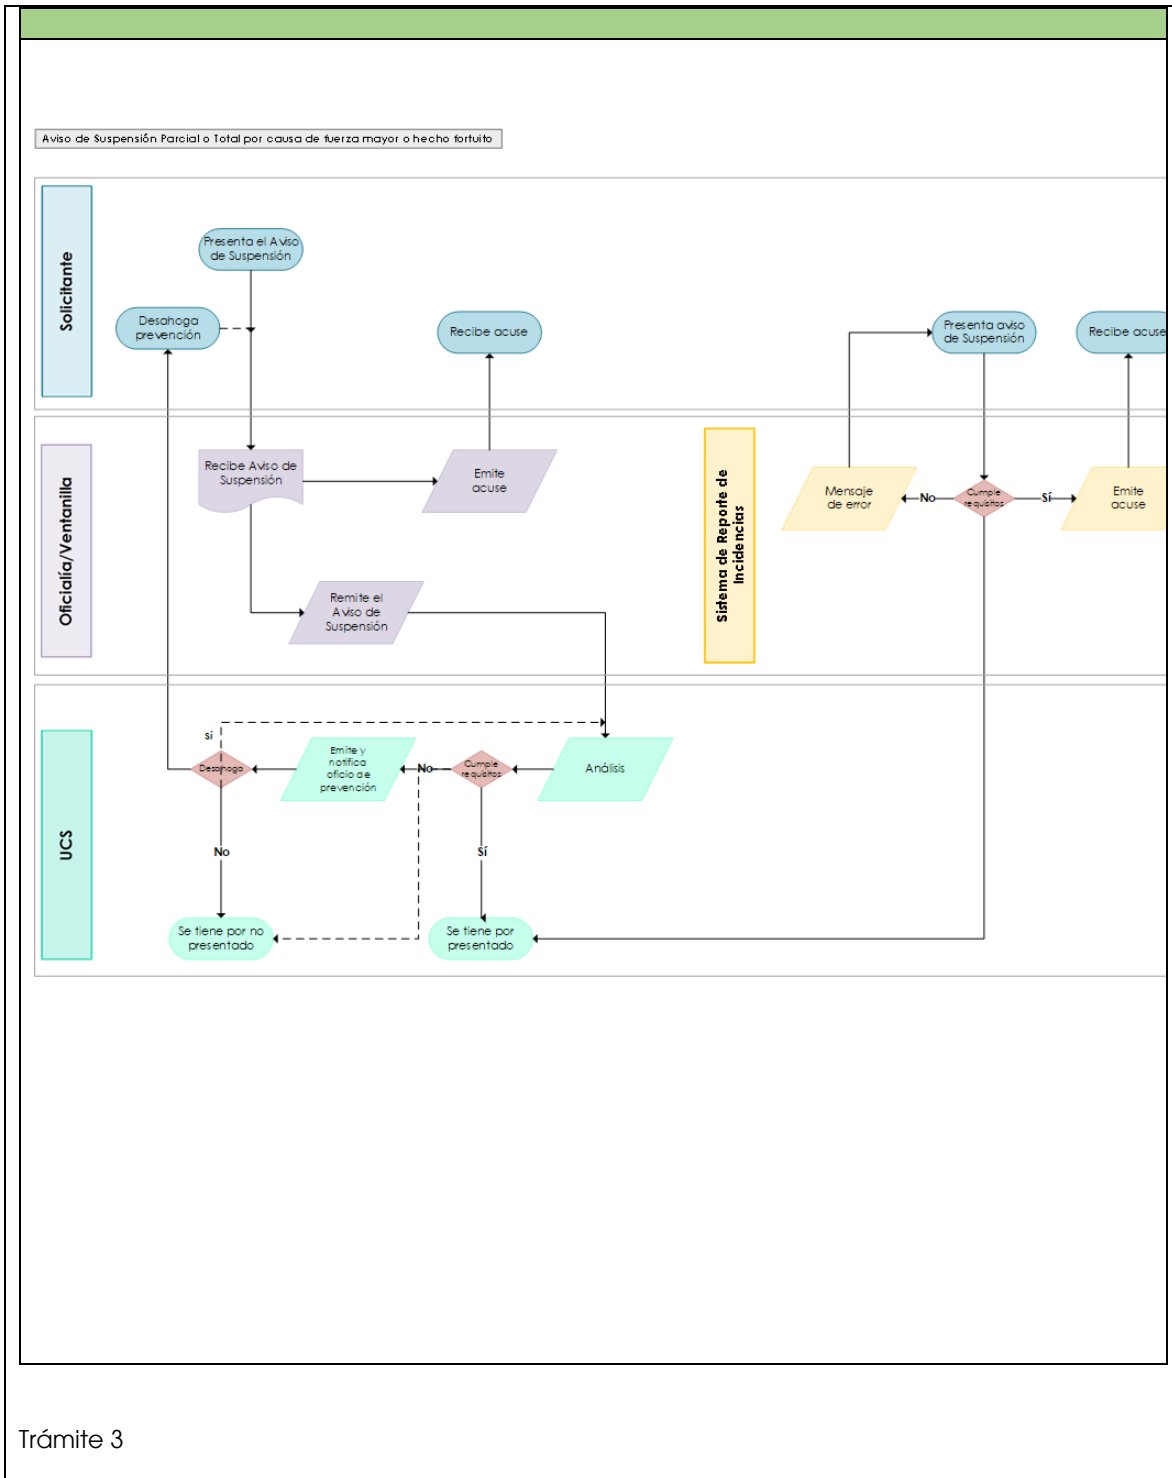 Aviso de Suspensión Parcial o Total por causa de fuerza mayor o hecho fortuito
Solicitante
Presenta el Aviso
de Suspensión
Desahoga
prevención
Recibe acuse
Presenta aviso
de Suspensión
Recibe acuse
Oficialía/Ventanilla
Recibe Aviso de
Suspensión
Emite
acuse
Remite el
Aviso de
Suspensión
Sistema de Reporte de
Incidencias
Mensaje
de error
No
Cumple
requisitos
Sí
Emite
acuse
UCS
sí
Desahoga
Emite y
notifica
oficio de
prevención
No
Cumple
requisitos
Análisis
No
Sí
Se tiene por no
presentado
Se tiene por
presentado
Trámite 3